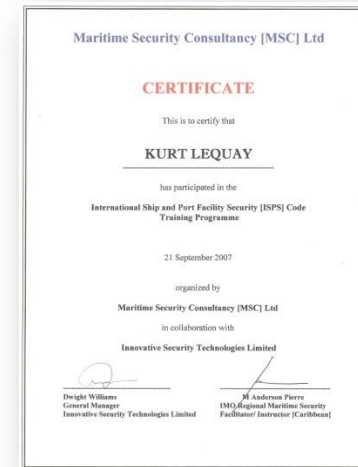 Maritime Security Consultancy [MSC] Ltd
CERTIFICATE
This is to certify that
KURT LEQUAY
has participated in the
International Ship and Port Facility Security [ISPS] Code
Training Programme
21 September 2007
organized by
Maritime Security Consultancy [MSC] Ltd
in collaboration with
Innovative Security Technologies Limited
Dwight Williams
General Manager
Innovative Security Technologies Limited
M Anderson Pierre
IMO Regional Maritime Security
Facilitator/ Instructor [Caribbean]